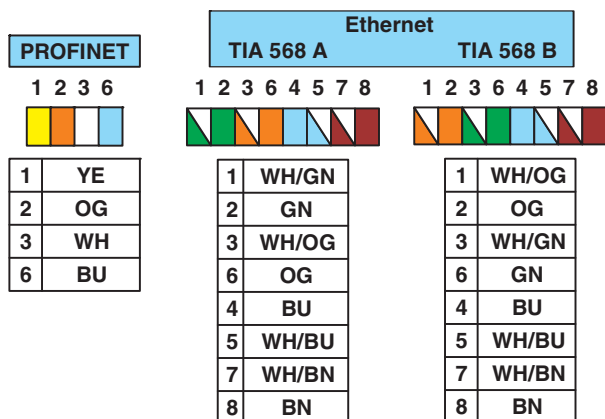 Ethernet
PROFINET
TIA 568 A
TIA 568 B
1 2 3 6
1 2 3 6 4 5 7 8
1 2 3 6 4 5 7 8
1 YE
2 OG
3 WH
6 BU
1 WH/GN
2 GN
3 WH/OG
6 OG
4 BU
5 WH/BU
7 WH/BN
8 BN
1 WH/OG
2 OG
3 WH/GN
6 GN
4 BU
5 WH/BU
7 WH/BN
8 BN